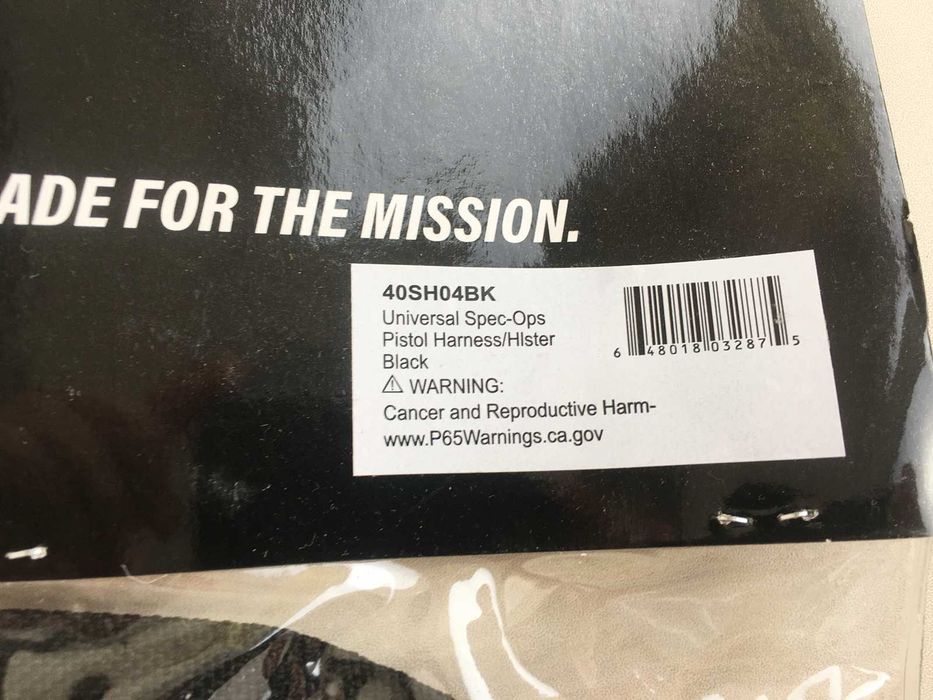 ADE FOR THE MISSION.
40SH04BK
Universal Spec-Ops
Pistol Harness/Hlster
Black
⚠ WARNING:
Cancer and Reproductive Harm-
www.P65Warnings.ca.gov
6 48018 03287 5